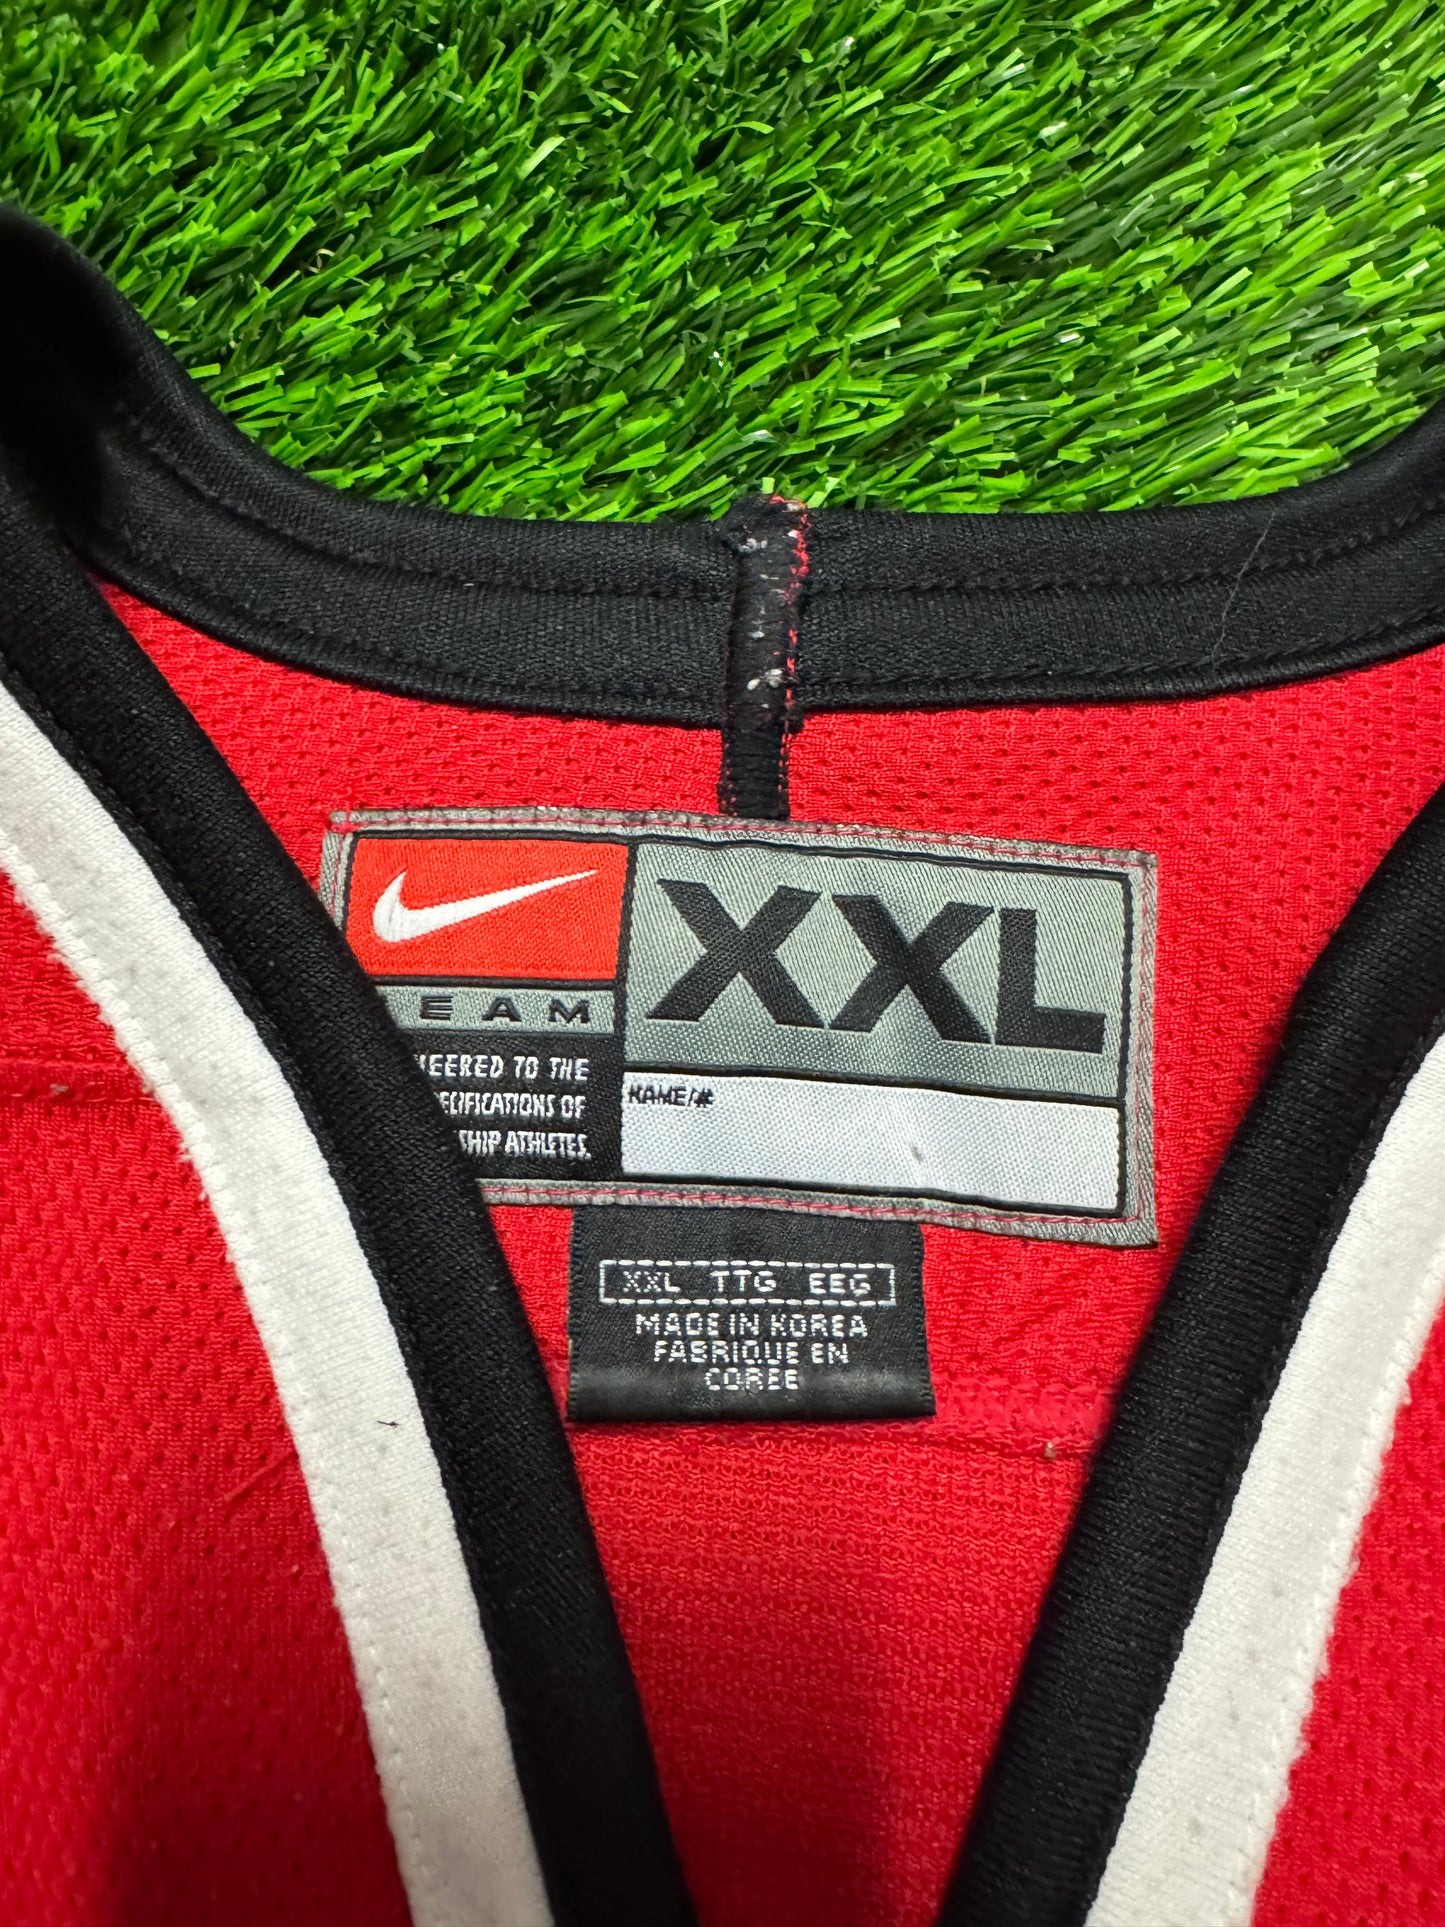 XXL
EAM
EERED TO THE
ECIFICATIONS OF
SHIP ATHLETES.
NAME/#
XXL TTG EEG
MADE IN KOREA
FABRIQUE EN
COREE